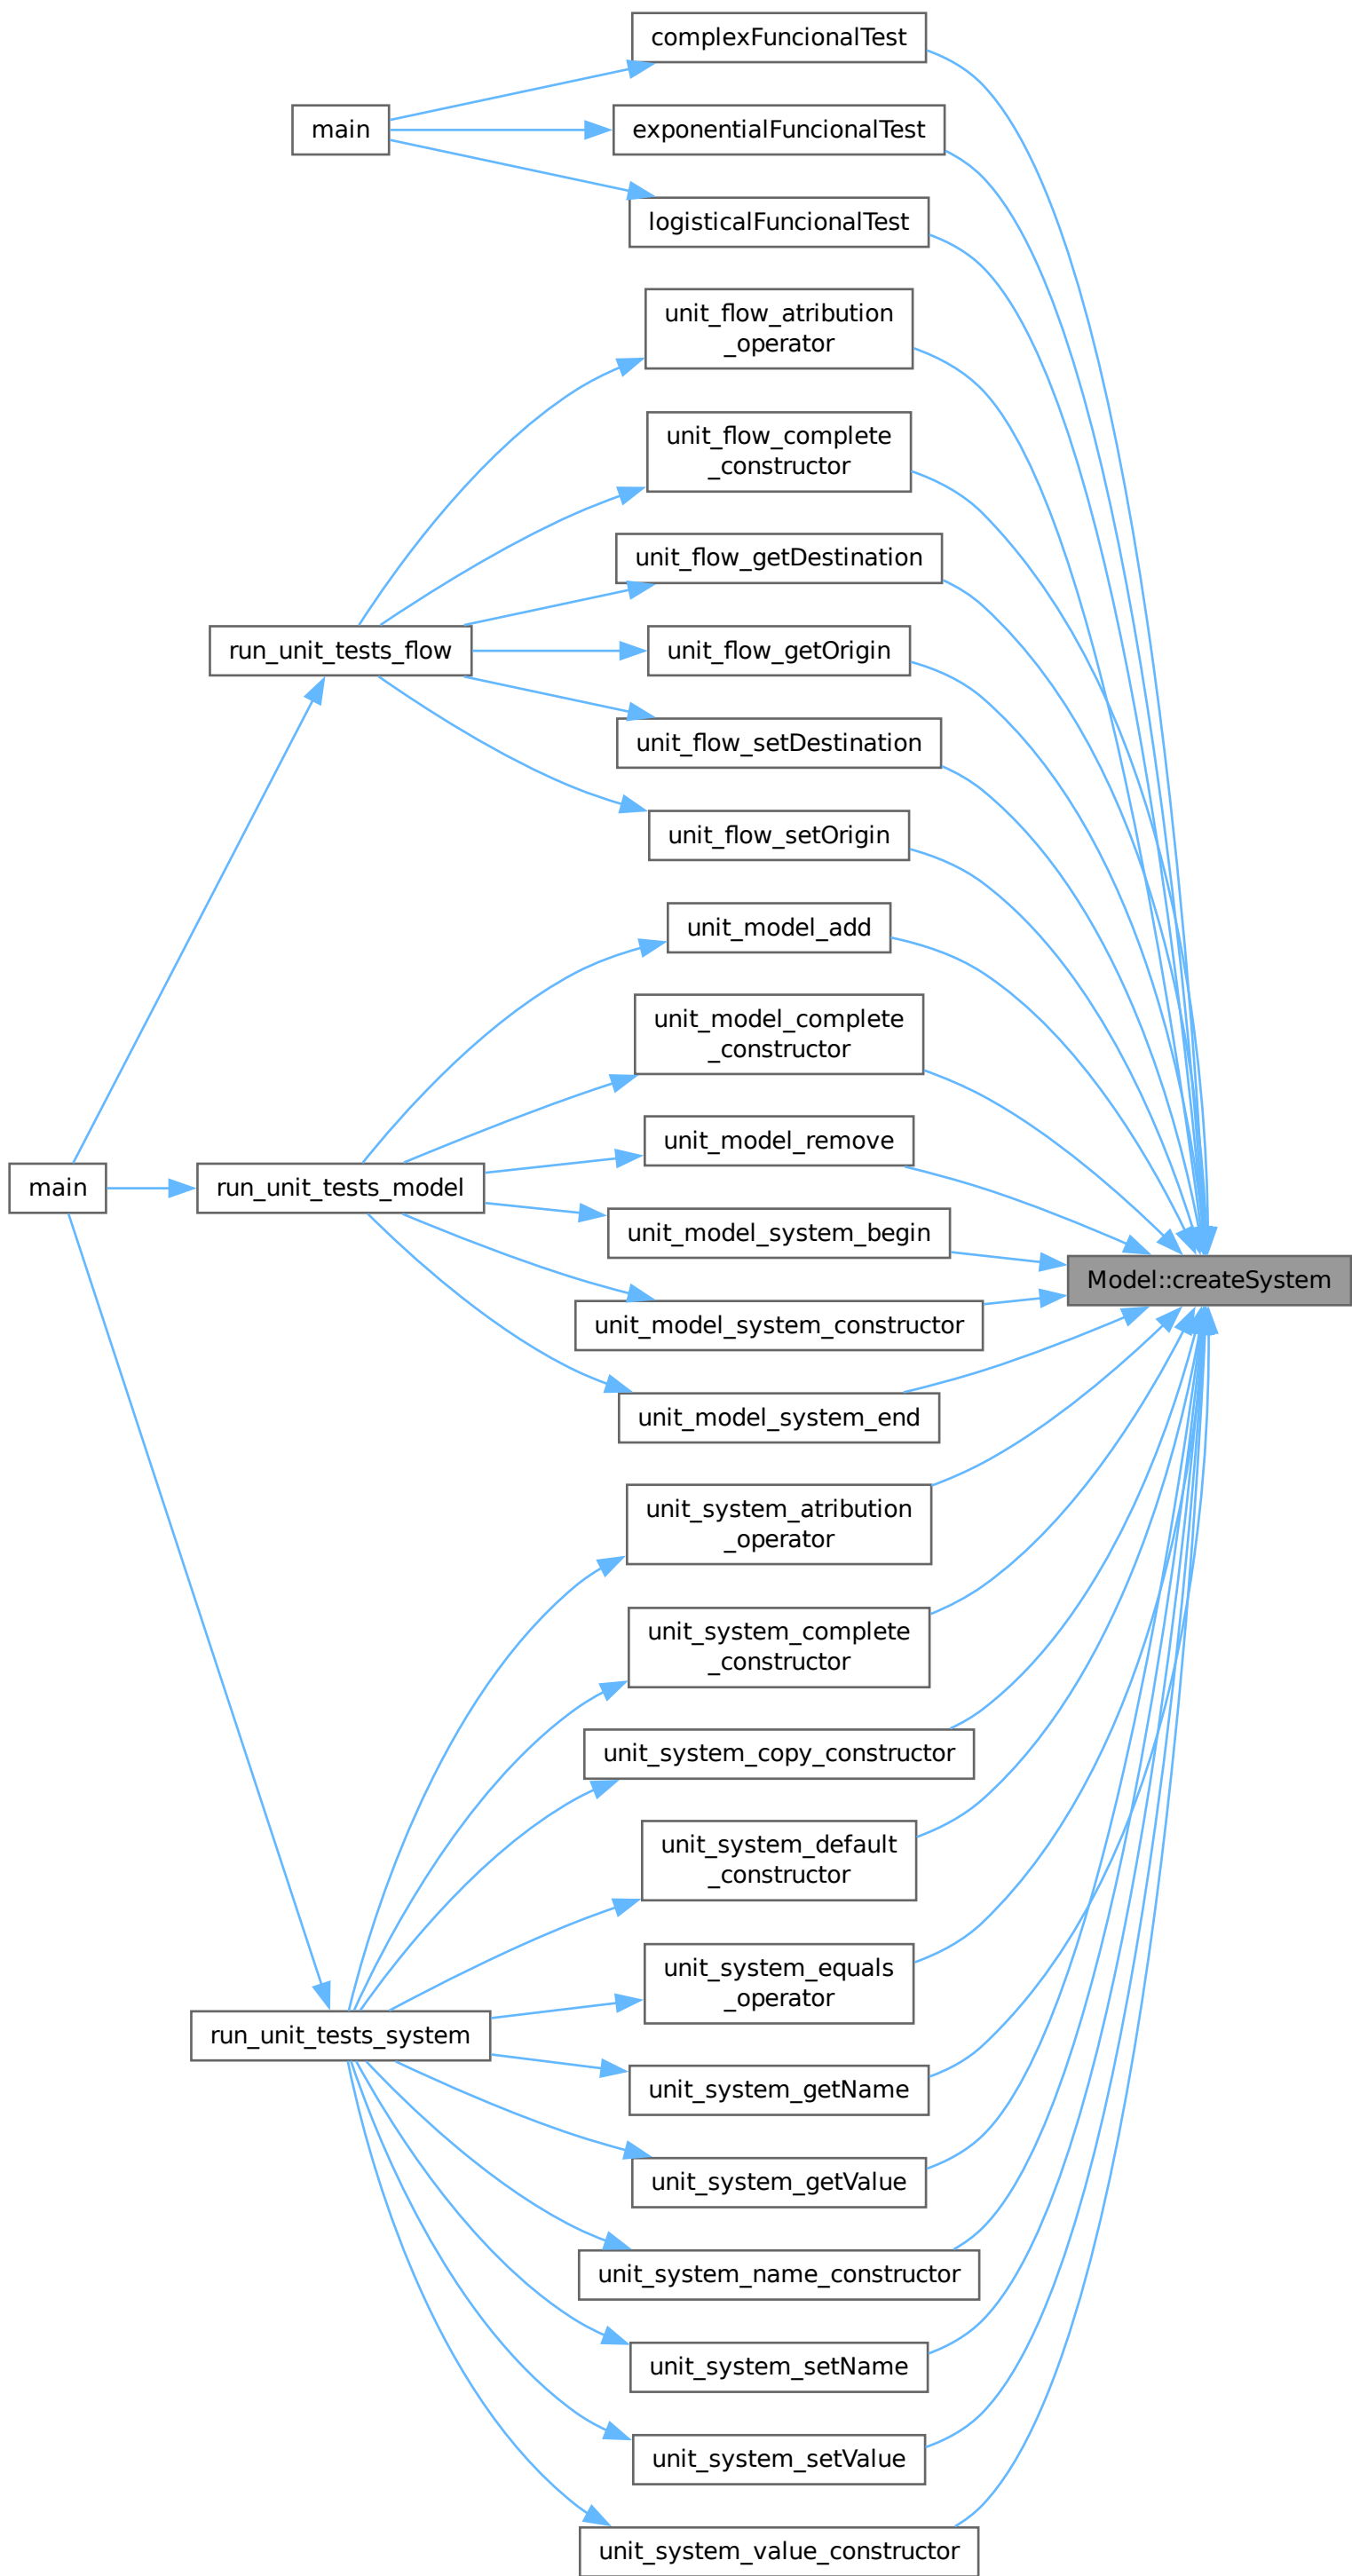 complexFuncionalTest
main
exponentialFuncionalTest
logisticalFuncionalTest
unit_flow_atribution
_operator
unit_flow_complete
_constructor
unit_flow_getDestination
run_unit_tests_flow
unit_flow_getOrigin
unit_flow_setDestination
unit_flow_setOrigin
unit_model_add
unit_model_complete
_constructor
unit_model_remove
main
run_unit_tests_model
unit_model_system_begin
Model::createSystem
unit_model_system_constructor
unit_model_system_end
unit_system_atribution
_operator
unit_system_complete
_constructor
unit_system_copy_constructor
unit_system_default
_constructor
unit_system_equals
_operator
run_unit_tests_system
unit_system_getName
unit_system_getValue
unit_system_name_constructor
unit_system_setName
unit_system_setValue
unit_system_value_constructor